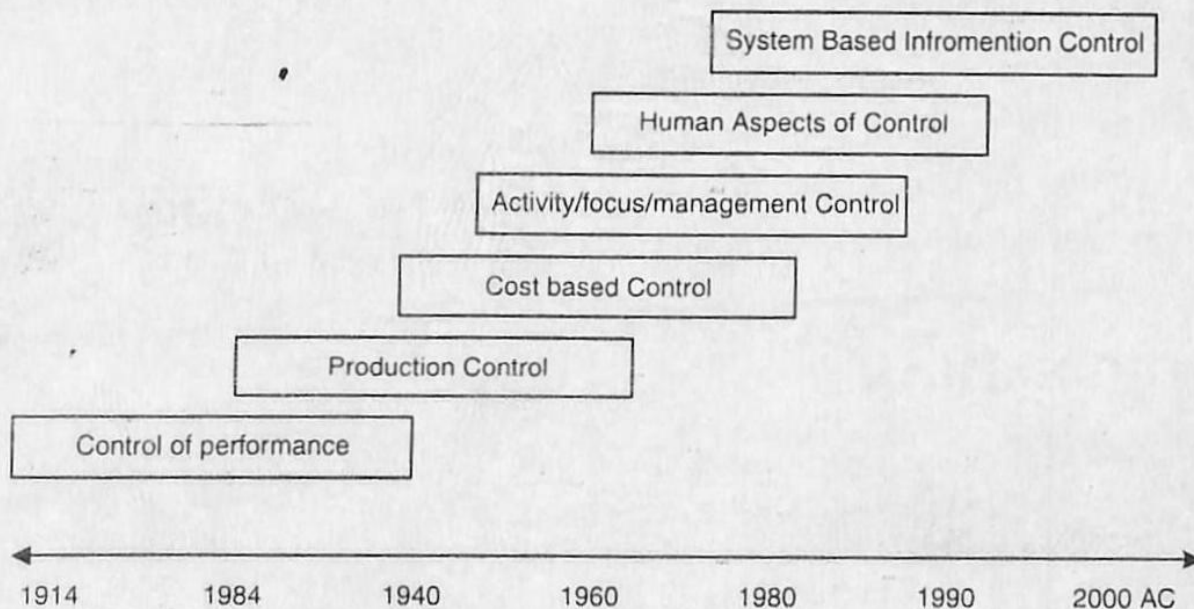 System Based Infromention Control
Human Aspects of Control
Activity/focus/management Control
Cost based Control
Production Control
Control of performance
1914 1984 1940 1960 1980 1990 2000 AC